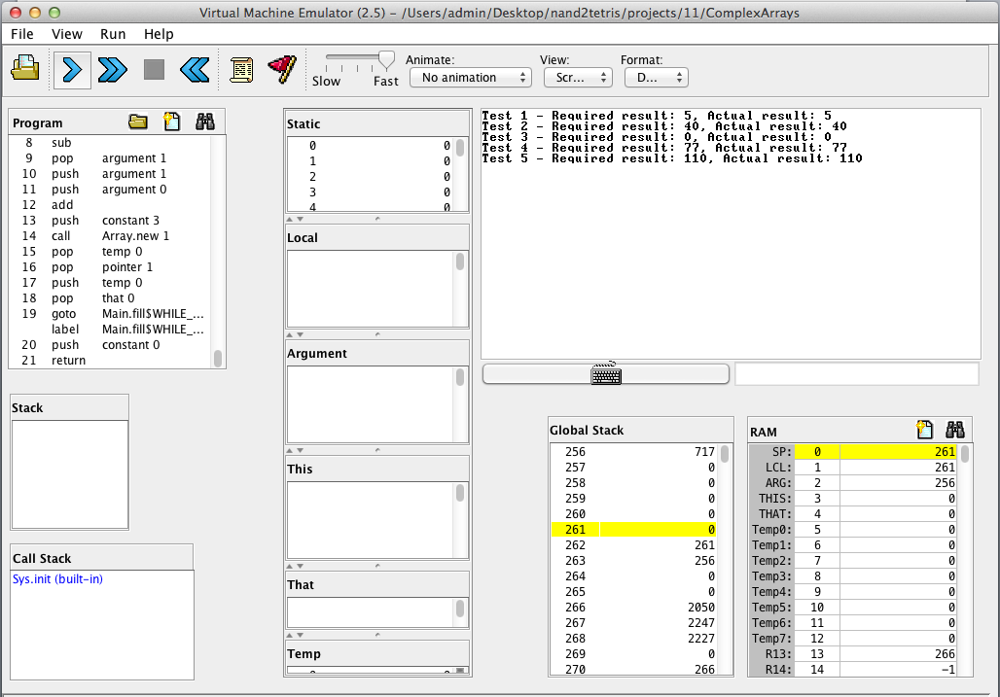 Virtual Machine Emulator (2.5) – /Users/admin/Desktop/nand2tetris/projects/11/ComplexArrays
File View Run Help
Slow Fast
Animate:
No animation
View:
Scr...
Format:
D...
Program
8 sub
9 pop argument 1
10 push argument 1
11 push argument 0
12 add
13 push constant 3
14 call Array.new 1
15 pop temp 0
16 pop pointer 1
17 push temp 0
18 pop that 0
19 goto Main.fill$WHILE_...
label Main.fill$WHILE_...
20 push constant 0
21 return
Stack
Call Stack
Sys.init (built-in)
Static
0 0
1 0
2 0
3 0
4 0
Local
Argument
This
That
Temp
Test 1 - Required result: 5, Actual result: 5
Test 2 - Required result: 40, Actual result: 40
Test 3 - Required result: 0, Actual result: 0
Test 4 - Required result: 77, Actual result: 77
Test 5 - Required result: 110, Actual result: 110
Global Stack
256 717
257 0
258 0
259 0
260 0
261 0
262 261
263 256
264 0
265 0
266 2050
267 2247
268 2227
269 0
270 266
RAM
SP: 0 261
LCL: 1 261
ARG: 2 256
THIS: 3 0
THAT: 4 0
Temp0: 5 0
Temp1: 6 0
Temp2: 7 0
Temp3: 8 0
Temp4: 9 0
Temp5: 10 0
Temp6: 11 0
Temp7: 12 0
R13: 13 266
R14: 14 -1